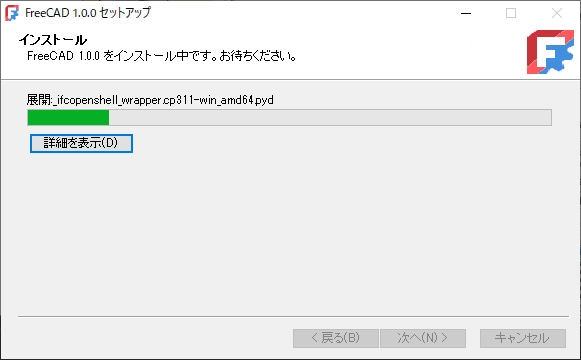 FreeCAD 1.0.0 セットアップ
インストール
FreeCAD 1.0.0 をインストール中です。お待ちください。
展開:_ifcopenshell_wrapper.cp311-win_amd64.pyd
詳細を表示(D)
< 戻る(B)
次へ(N) >
キャンセル